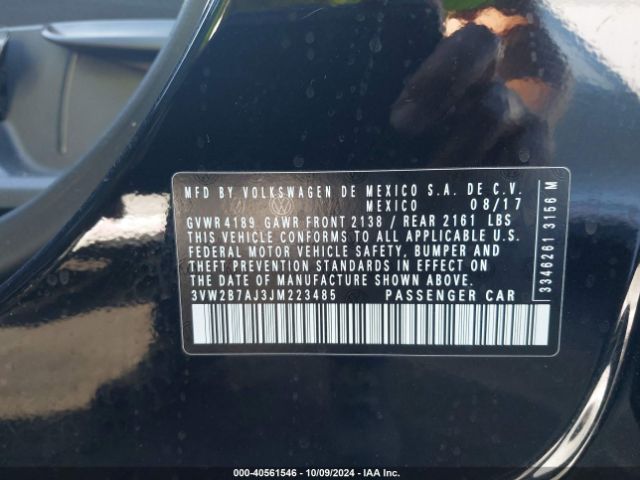 MFD BY VOLKSWAGEN DE MEXICO S.A. DE C.V.
MEXICO 08/17
GVWR 4189 GAWR FRONT 2138 / REAR 2161 LBS
THIS VEHICLE CONFORMS TO ALL APPLICABLE U.S.
FEDERAL MOTOR VEHICLE SAFETY, BUMPER AND
THEFT PREVENTION STANDARDS IN EFFECT ON
THE DATE OF MANUFACTURE SHOWN ABOVE.
3VW2B7AJ3JM223485 PASSENGER CAR
3346261 3156 M
000-40561546 - 10/09/2024 - IAA Inc.